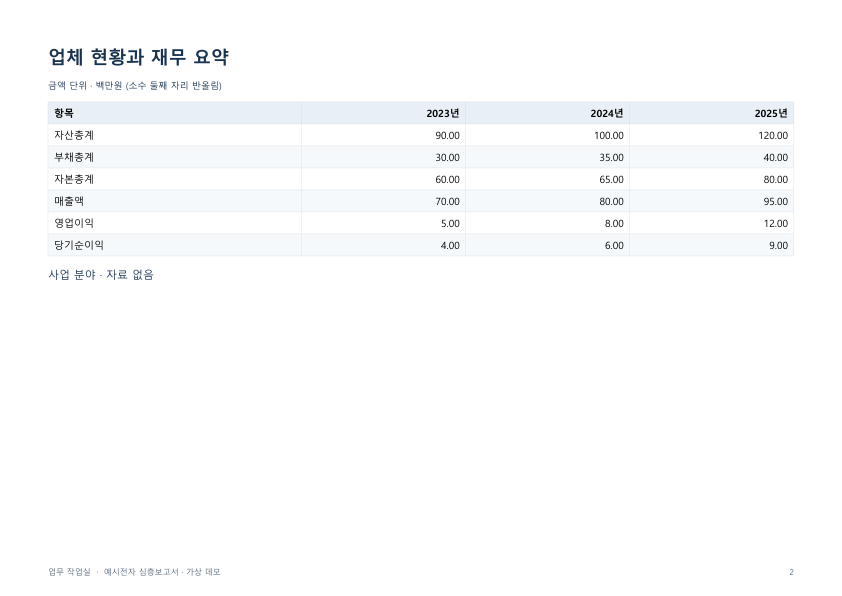 업체 현황과 재무 요약
금액 단위 · 백만원 (소수 둘째 자리 반올림)
항목 2023년 2024년 2025년
자산총계 90.00 100.00 120.00
부채총계 30.00 35.00 40.00
자본총계 60.00 65.00 80.00
매출액 70.00 80.00 95.00
영업이익 5.00 8.00 12.00
당기순이익 4.00 6.00 9.00
사업 분야 · 자료 없음
업무 작업실 · 예시전자 심층보고서 · 가상 데모 2